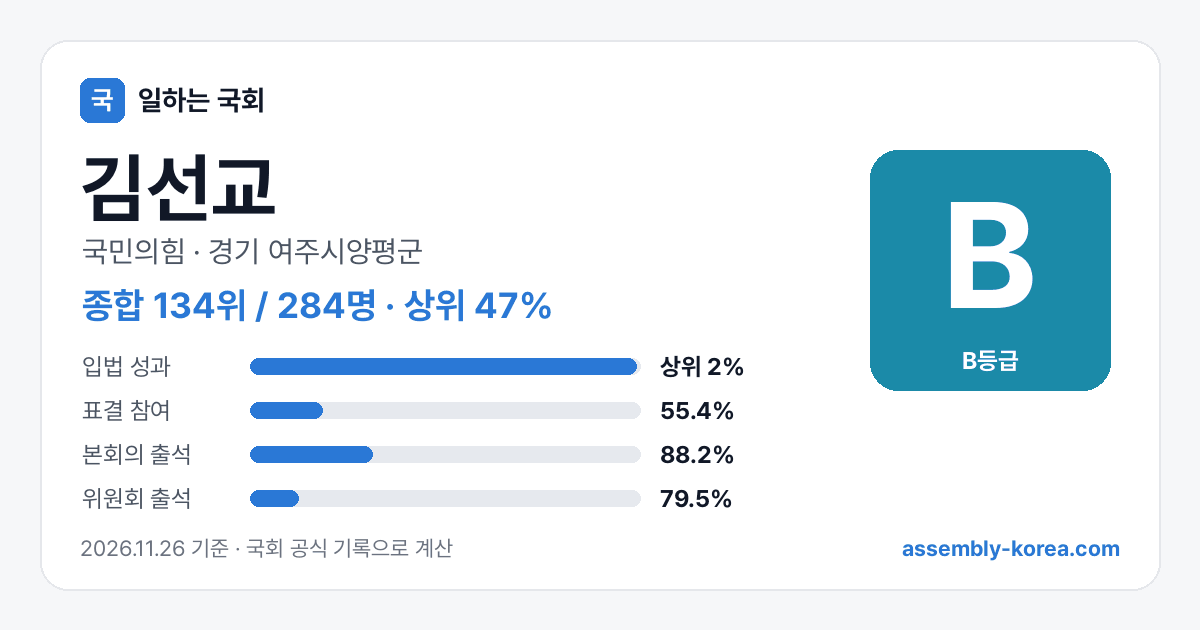 국 일하는 국회
김선교
국민의힘 · 경기 여주시양평군
종합 134위 / 284명 · 상위 47%
B
B등급
입법 성과 상위 2%
표결 참여 55.4%
본회의 출석 88.2%
위원회 출석 79.5%
2026.11.26 기준 · 국회 공식 기록으로 계산
assembly-korea.com